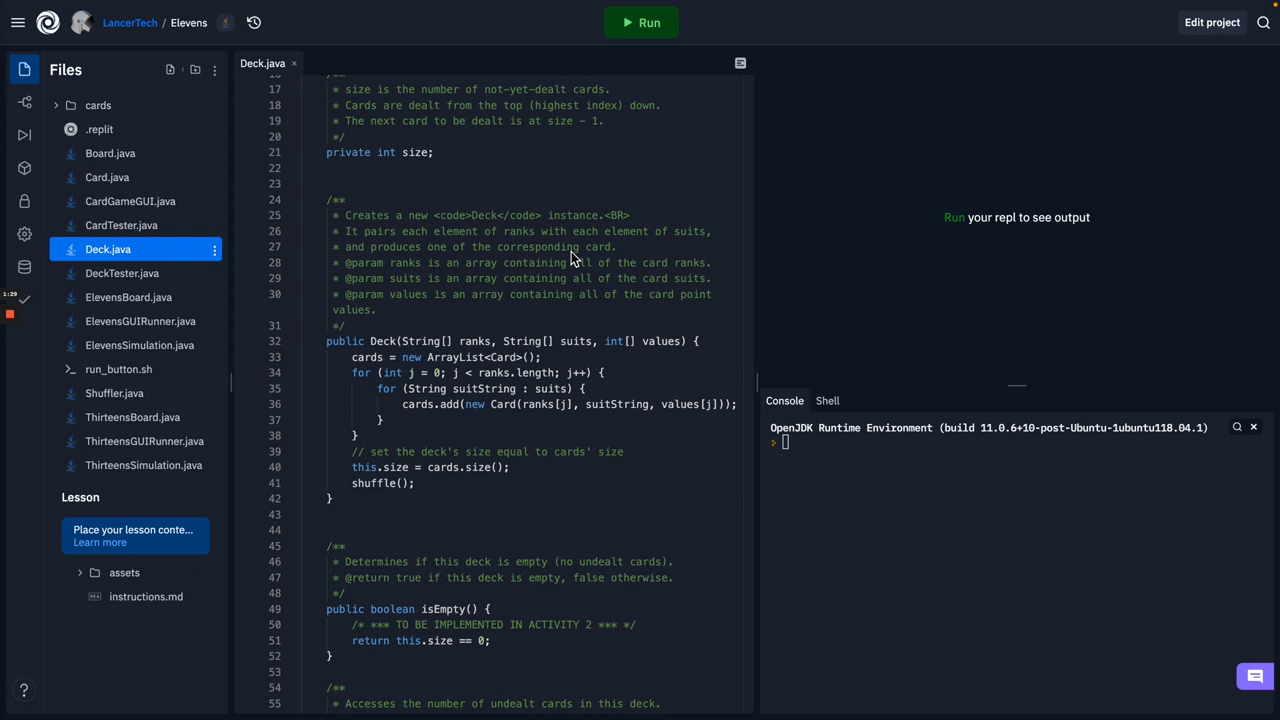 LancerTech / Elevens
Run
Edit project
Files
cards
.replit
Board.java
Card.java
CardGameGUI.java
CardTester.java
Deck.java
DeckTester.java
ElevensBoard.java
ElevensGUIRunner.java
ElevensSimulation.java
run_button.sh
Shuffler.java
ThirteensBoard.java
ThirteensGUIRunner.java
ThirteensSimulation.java
Lesson
Place your lesson conte...
Learn more
assets
instructions.md
1:29
?
Deck.java ×
16 /**
17 * size is the number of not-yet-dealt cards.
18 * Cards are dealt from the top (highest index) down.
19 * The next card to be dealt is at size - 1.
20 */
21 private int size;
22
23
24 /**
25 * Creates a new <code>Deck</code> instance.<BR>
26 * It pairs each element of ranks with each element of suits,
27 * and produces one of the corresponding card.
28 * @param ranks is an array containing all of the card ranks.
29 * @param suits is an array containing all of the card suits.
30 * @param values is an array containing all of the card point
values.
31 */
32 public Deck(String[] ranks, String[] suits, int[] values) {
33 cards = new ArrayList<Card>();
34 for (int j = 0; j < ranks.length; j++) {
35 for (String suitString : suits) {
36 cards.add(new Card(ranks[j], suitString, values[j]));
37 }
38 }
39 // set the deck's size equal to cards' size
40 this.size = cards.size();
41 shuffle();
42 }
43
44
45 /**
46 * Determines if this deck is empty (no undealt cards).
47 * @return true if this deck is empty, false otherwise.
48 */
49 public boolean isEmpty() {
50 /* *** TO BE IMPLEMENTED IN ACTIVITY 2 *** */
51 return this.size == 0;
52 }
53
54 /**
55 * Accesses the number of undealt cards in this deck.
Run your repl to see output
Console Shell
OpenJDK Runtime Environment (build 11.0.6+10-post-Ubuntu-1ubuntu118.04.1)
>